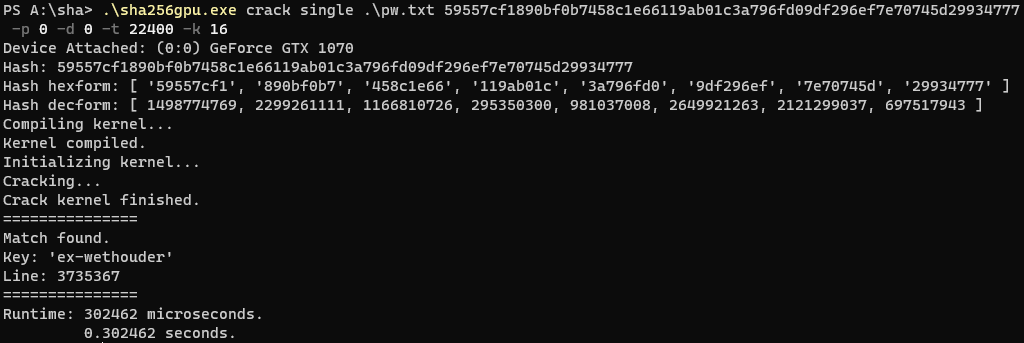 PS A:\sha> .\sha256gpu.exe crack single .\pw.txt 59557cf1890bf0b7458c1e66119ab01c3a796fd09df296ef7e70745d29934777
-p 0 -d 0 -t 22400 -k 16
Device Attached: (0:0) GeForce GTX 1070
Hash: 59557cf1890bf0b7458c1e66119ab01c3a796fd09df296ef7e70745d29934777
Hash hexform: [ '59557cf1', '890bf0b7', '458c1e66', '119ab01c', '3a796fd0', '9df296ef', '7e70745d', '29934777' ]
Hash decform: [ 1498774769, 2299261111, 1166810726, 295350300, 981037008, 2649921263, 2121299037, 697517943 ]
Compiling kernel...
Kernel compiled.
Initializing kernel...
Cracking...
Crack kernel finished.
===============
Match found.
Key: 'ex-wethouder'
Line: 3735367
===============
Runtime: 302462 microseconds.
0.302462 seconds.